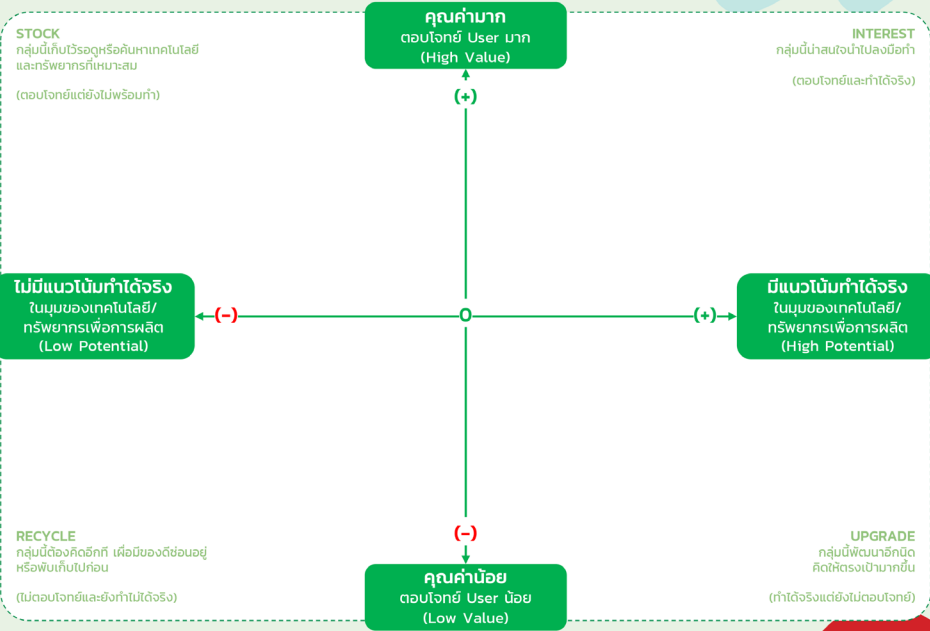 คุณค่ามาก
ตอบโจทย์ User มาก
(High Value)
STOCK
กลุ่มนี้เก็บไว้รอดูหรือค้นหาเทคโนโลยี
และทรัพยากรที่เหมาะสม
(ตอบโจทย์แต่ยังไม่พร้อมทำ)
INTEREST
กลุ่มนี้น่าสนใจนำไปลงมือทำ
(ตอบโจทย์และทำได้จริง)
(+)
ไม่มีแนวโน้มทำได้จริง
ในมุมของเทคโนโลยี/
ทรัพยากรเพื่อการผลิต
(Low Potential)
(-)
0
(+)
มีแนวโน้มทำได้จริง
ในมุมของเทคโนโลยี/
ทรัพยากรเพื่อการผลิต
(High Potential)
(-)
RECYCLE
กลุ่มนี้ต้องคิดอีกที เผื่อมีของดีซ่อนอยู่
หรือพับเก็บไปก่อน
(ไม่ตอบโจทย์และยังทำไม่ได้จริง)
UPGRADE
กลุ่มนี้พัฒนาอีกนิด
คิดให้ตรงเป้ามากขึ้น
(ทำได้จริงแต่ยังไม่ตอบโจทย์)
คุณค่าน้อย
ตอบโจทย์ User น้อย
(Low Value)